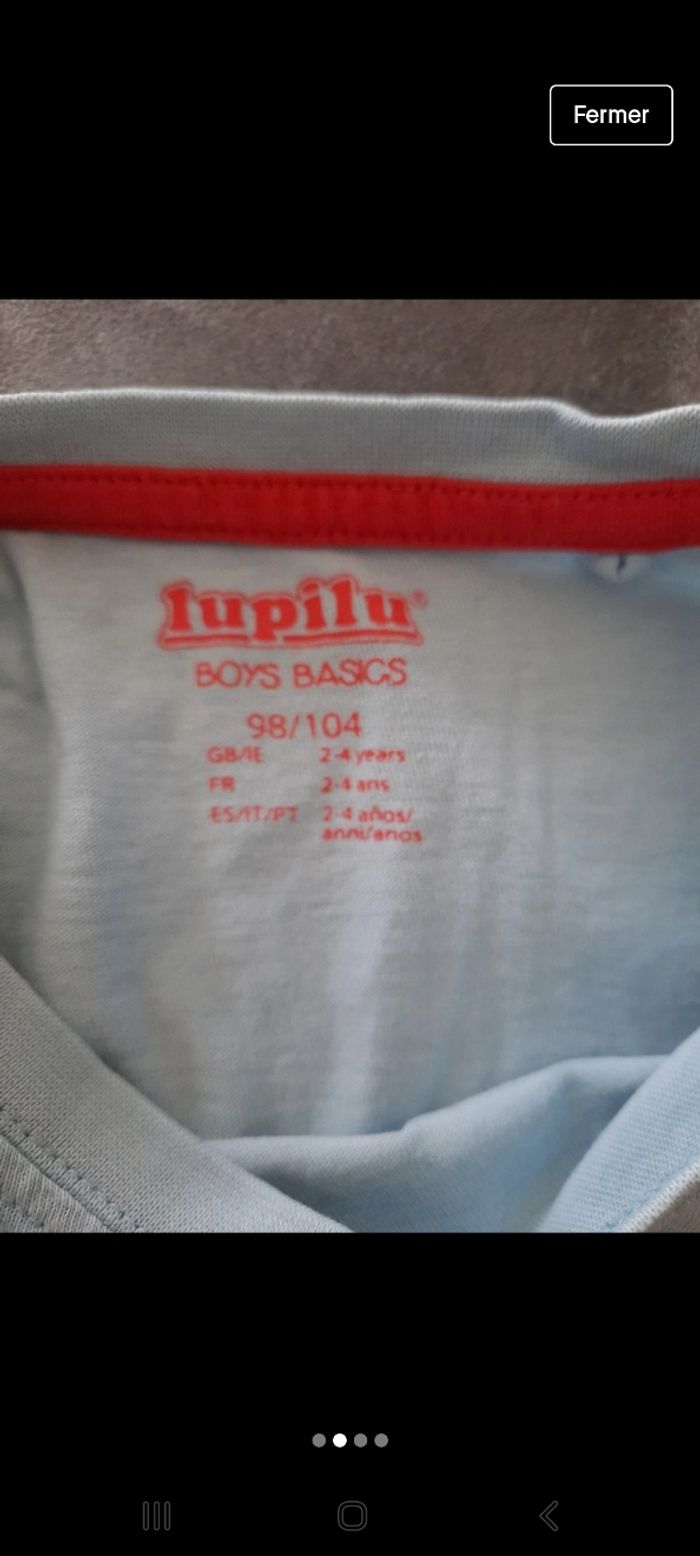 Fermer
lupilu®
BOYS BASICS
98/104
GB/IE 2-4 years
FR 2-4 ans
ES/IT/PT 2-4 años/
anni/anos